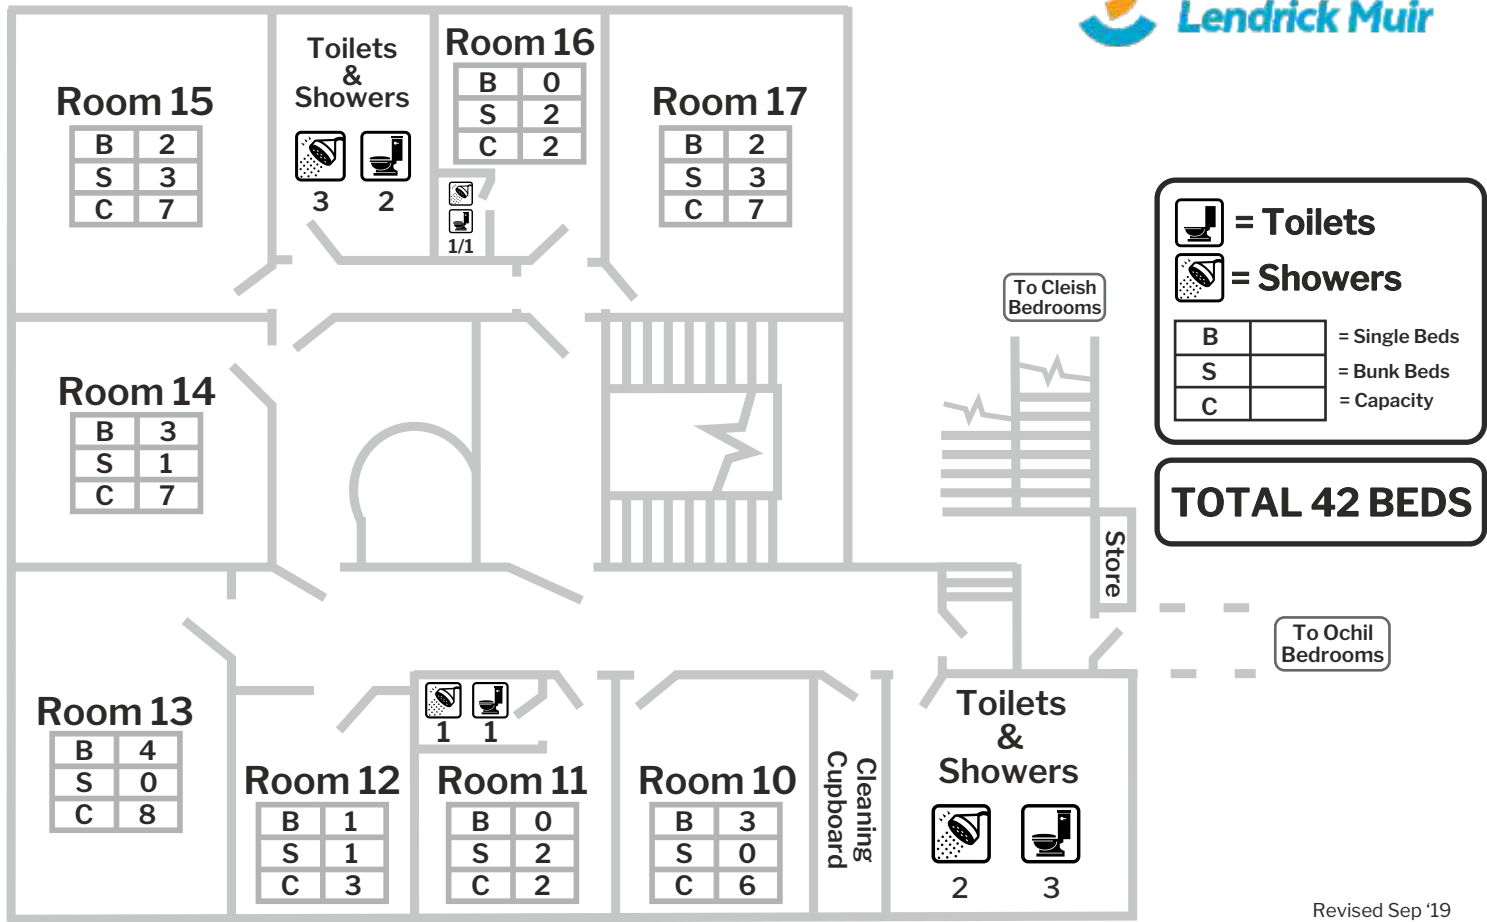 Lendrick Muir
Room 15
B 2
S 3
C 7
Toilets
&
Showers
3 2
Room 16
B 0
S 2
C 2
1/1
Room 17
B 2
S 3
C 7
Room 14
B 3
S 1
C 7
Room 13
B 4
S 0
C 8
Room 12
B 1
S 1
C 3
1 1
Room 11
B 0
S 2
C 2
Room 10
B 3
S 0
C 6
Cleaning
Cupboard
Toilets
&
Showers
2 3
To Cleish
Bedrooms
Store
To Ochil
Bedrooms
= Toilets
= Showers
B = Single Beds
S = Bunk Beds
C = Capacity
TOTAL 42 BEDS
Revised Sep ‘19